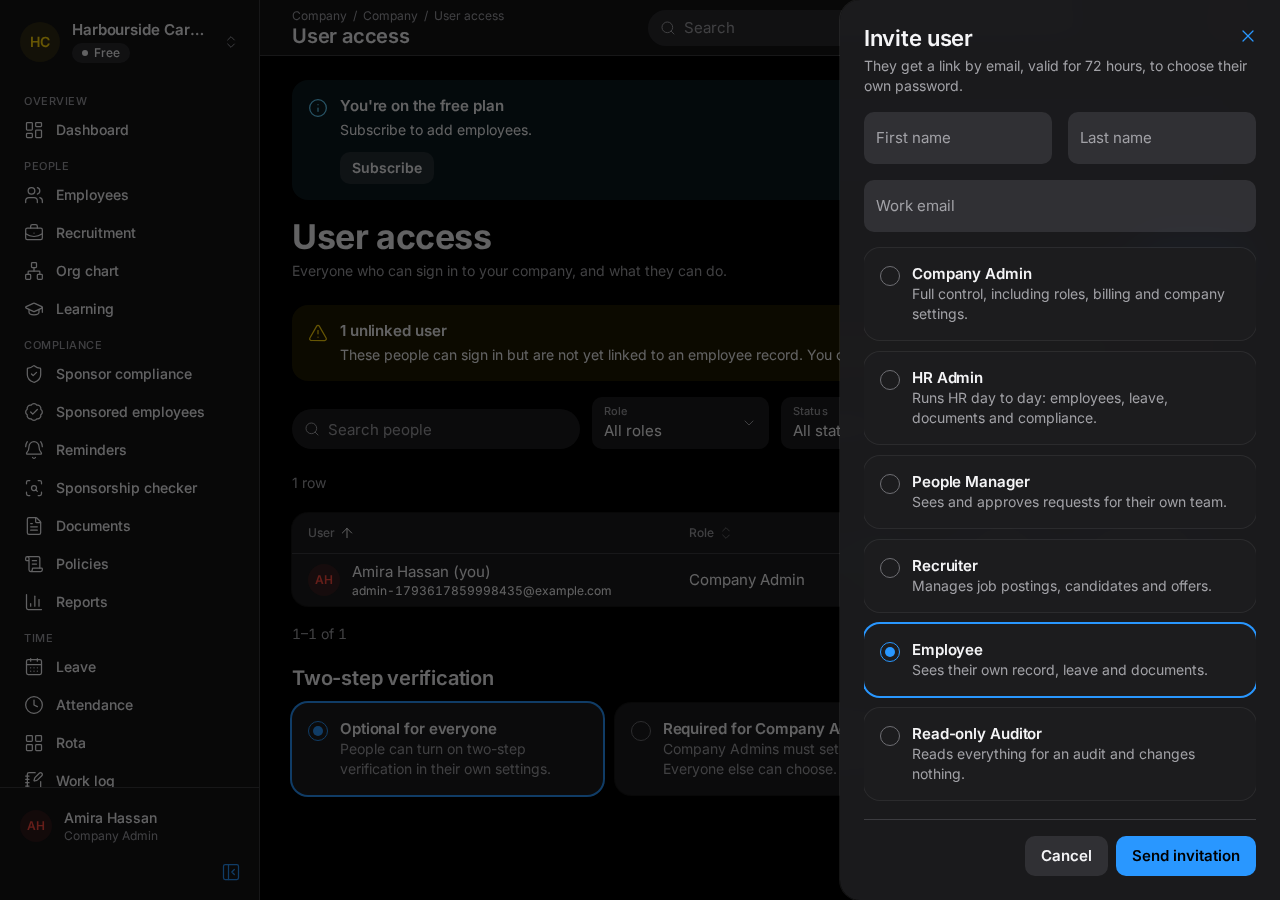 HC
Harbourside Car...
Free
OVERVIEW
Dashboard
PEOPLE
Employees
Recruitment
Org chart
Learning
COMPLIANCE
Sponsor compliance
Sponsored employees
Reminders
Sponsorship checker
Documents
Policies
Reports
TIME
Leave
Attendance
Rota
Work log
AH
Amira Hassan
Company Admin
Company / Company / User access
User access
Search
You're on the free plan
Subscribe to add employees.
Subscribe
User access
Everyone who can sign in to your company, and what they can do.
1 unlinked user
These people can sign in but are not yet linked to an employee record. You
Search people
Role
All roles
Status
All stat
1 row
User
Role
AH
Amira Hassan (you)
admin-1793617859998435@example.com
Company Admin
1–1 of 1
Two-step verification
Optional for everyone
People can turn on two-step
verification in their own settings.
Required for Company A
Company Admins must set
Everyone else can choose.
Invite user
They get a link by email, valid for 72 hours, to choose their
own password.
First name
Last name
Work email
Company Admin
Full control, including roles, billing and company
settings.
HR Admin
Runs HR day to day: employees, leave,
documents and compliance.
People Manager
Sees and approves requests for their own team.
Recruiter
Manages job postings, candidates and offers.
Employee
Sees their own record, leave and documents.
Read-only Auditor
Reads everything for an audit and changes
nothing.
Cancel
Send invitation